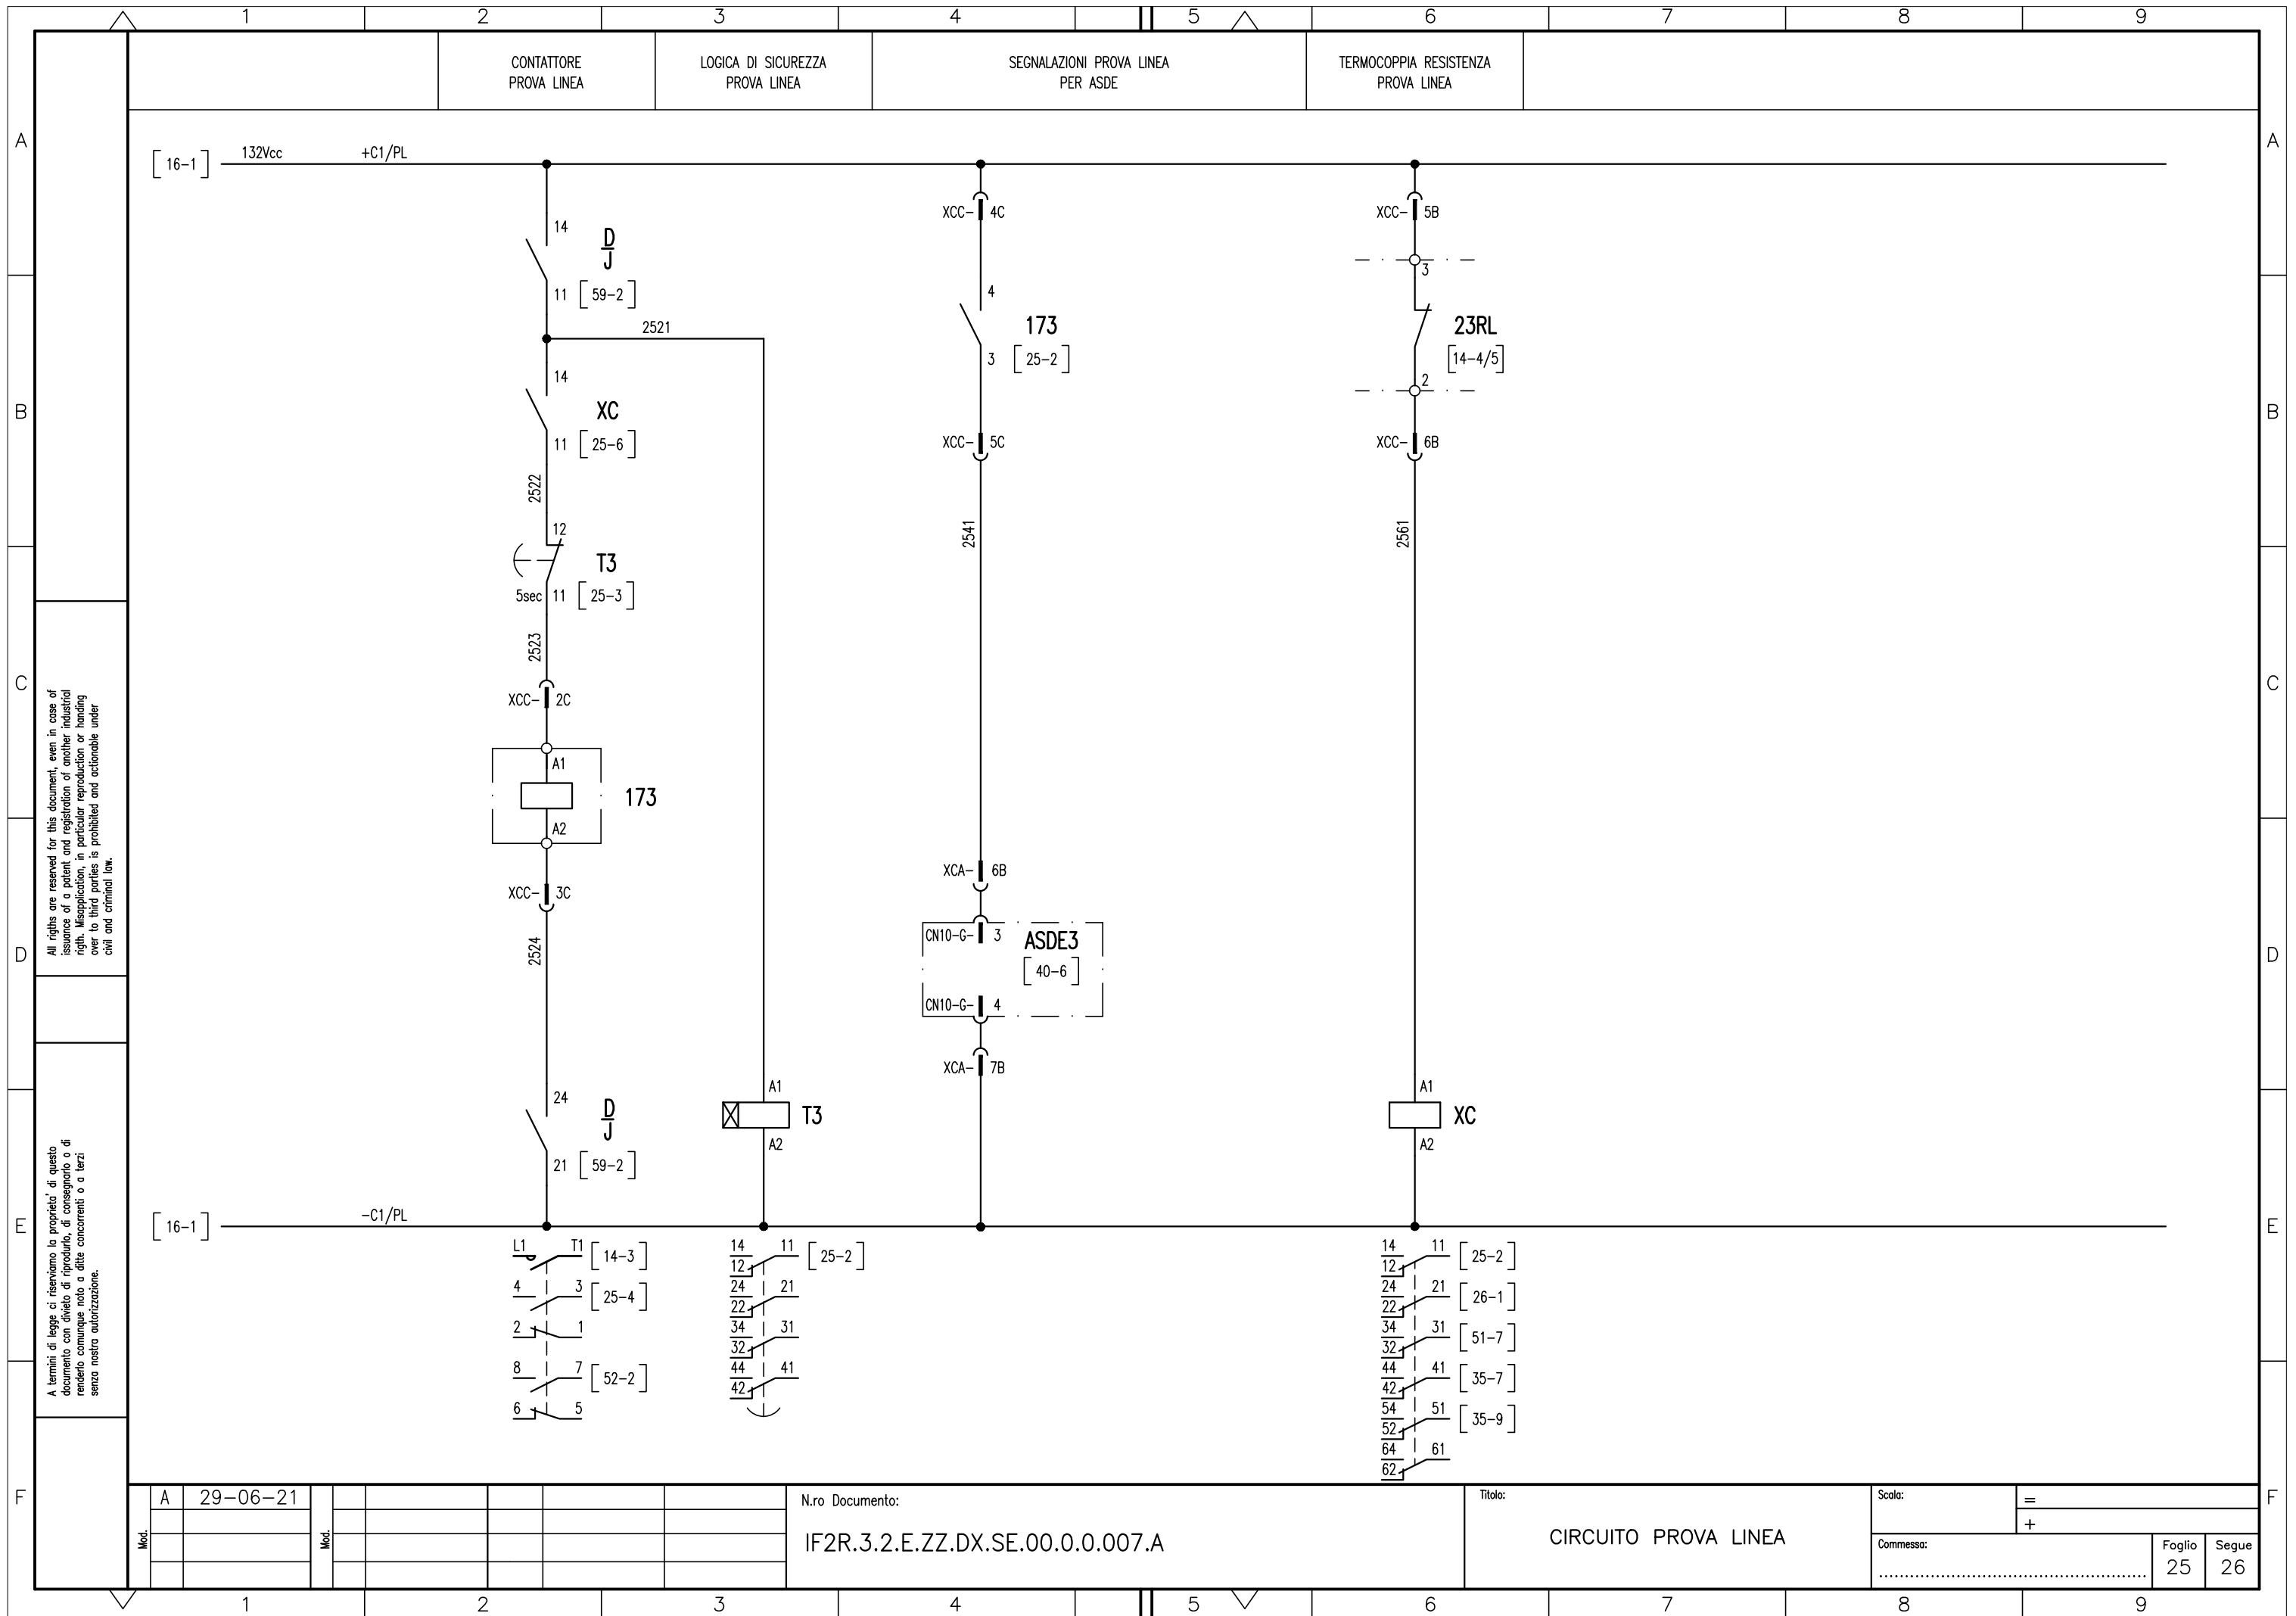 1 2 3 4 5 6 7 8 9
CONTATTORE
PROVA LINEA
LOGICA DI SICUREZZA
PROVA LINEA
SEGNALAZIONI PROVA LINEA
PER ASDE
TERMOCOPPIA RESISTENZA
PROVA LINEA
A A
[16-1] 132Vcc +C1/PL
XCC- 4C
XCC- 5B
14
D
J
11 [59-2]
3
2521
4
173
3 [25-2]
23RL
[14-4/5]
2
14
XC
11 [25-6]
B B
XCC- 5C
XCC- 6B
2522
2541
2561
12
T3
5sec 11 [25-3]
2523
C C
XCC- 2C
A1
173
A2
XCC- 3C
XCA- 6B
2524
CN10-G- 3
ASDE3
[40-6]
CN10-G- 4
D D
XCA- 7B
24
D
J
21 [59-2]
A1
T3
A2
A1
XC
A2
E E
[16-1] -C1/PL
L1 T1 [14-3]
4 3 [25-4]
2 1
8 7 [52-2]
6 5
14 11 [25-2]
12
24 21
22
34 31
32
44 41
42
14 11 [25-2]
12
24 21 [26-1]
22
34 31 [51-7]
32
44 41 [35-7]
42
54 51 [35-9]
52
64 61
62
All rigths are reserved for this document, even in case of
issuance of a patent and registration of another industrial
rigth. Misapplication, in particular reproduction or handing
over to third parties is prohibited and actionable under
civil and criminal law.
A termini di legge ci riserviamo la proprieta' di questo
documento con divieto di riprodurlo, di consegnarlo o di
renderlo comunque noto a ditte concorrenti o a terzi
senza nostra autorizzazione.
F F
Mod.
A 29-06-21
Mod.
N.ro Documento:
IF2R.3.2.E.ZZ.DX.SE.00.0.0.007.A
Titolo:
CIRCUITO PROVA LINEA
Scala:
=
+
Commessa:
Foglio
25
Segue
26
1 2 3 4 5 6 7 8 9